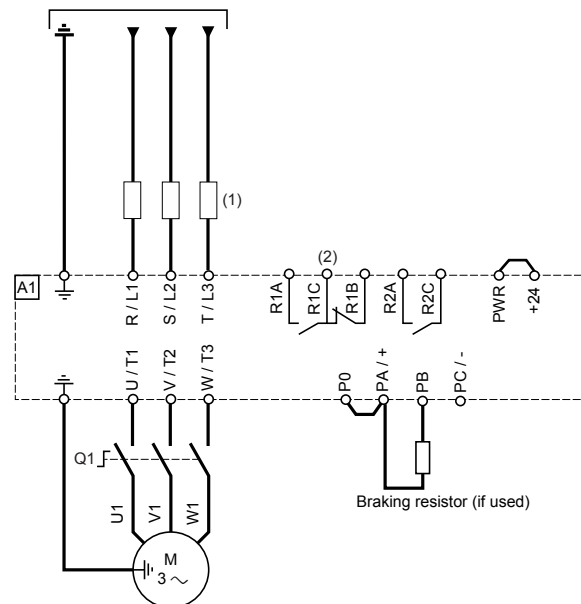 (1)
(2)
A1
R / L1
S / L2
T / L3
R1A
R1C
R1B
R2A
R2C
PWR
+24
U / T1
V / T2
W / T3
P0
PA / +
PB
PC / -
Q1
Braking resistor (if used)
U1
V1
W1
M
3 ~